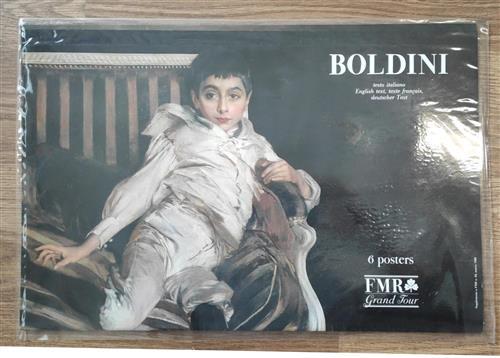 BOLDINI
testo italiano
English text, texte français,
deutscher Text
6 posters
FMR
Grand Tour